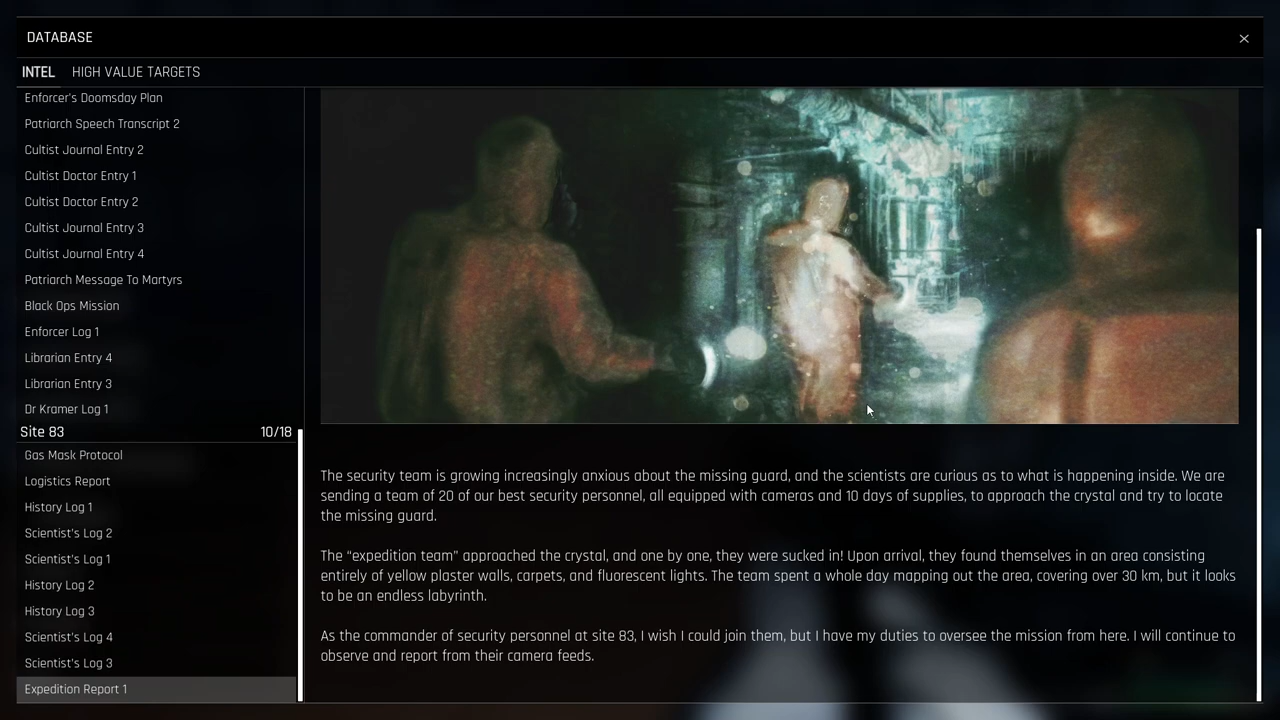 DATABASE
INTEL HIGH VALUE TARGETS
Enforcer's Doomsday Plan
Patriarch Speech Transcript 2
Cultist Journal Entry 2
Cultist Doctor Entry 1
Cultist Doctor Entry 2
Cultist Journal Entry 3
Cultist Journal Entry 4
Patriarch Message To Martyrs
Black Ops Mission
Enforcer Log 1
Librarian Entry 4
Librarian Entry 3
Dr Kramer Log 1
Site 83 10/18
Gas Mask Protocol
Logistics Report
History Log 1
Scientist's Log 2
Scientist's Log 1
History Log 2
History Log 3
Scientist's Log 4
Scientist's Log 3
Expedition Report 1
The security team is growing increasingly anxious about the missing guard, and the scientists are curious as to what is happening inside. We are
sending a team of 20 of our best security personnel, all equipped with cameras and 10 days of supplies, to approach the crystal and try to locate
the missing guard.
The “expedition team” approached the crystal, and one by one, they were sucked in! Upon arrival, they found themselves in an area consisting
entirely of yellow plaster walls, carpets, and fluorescent lights. The team spent a whole day mapping out the area, covering over 30 km, but it looks
to be an endless labyrinth.
As the commander of security personnel at site 83, I wish I could join them, but I have my duties to oversee the mission from here. I will continue to
observe and report from their camera feeds.